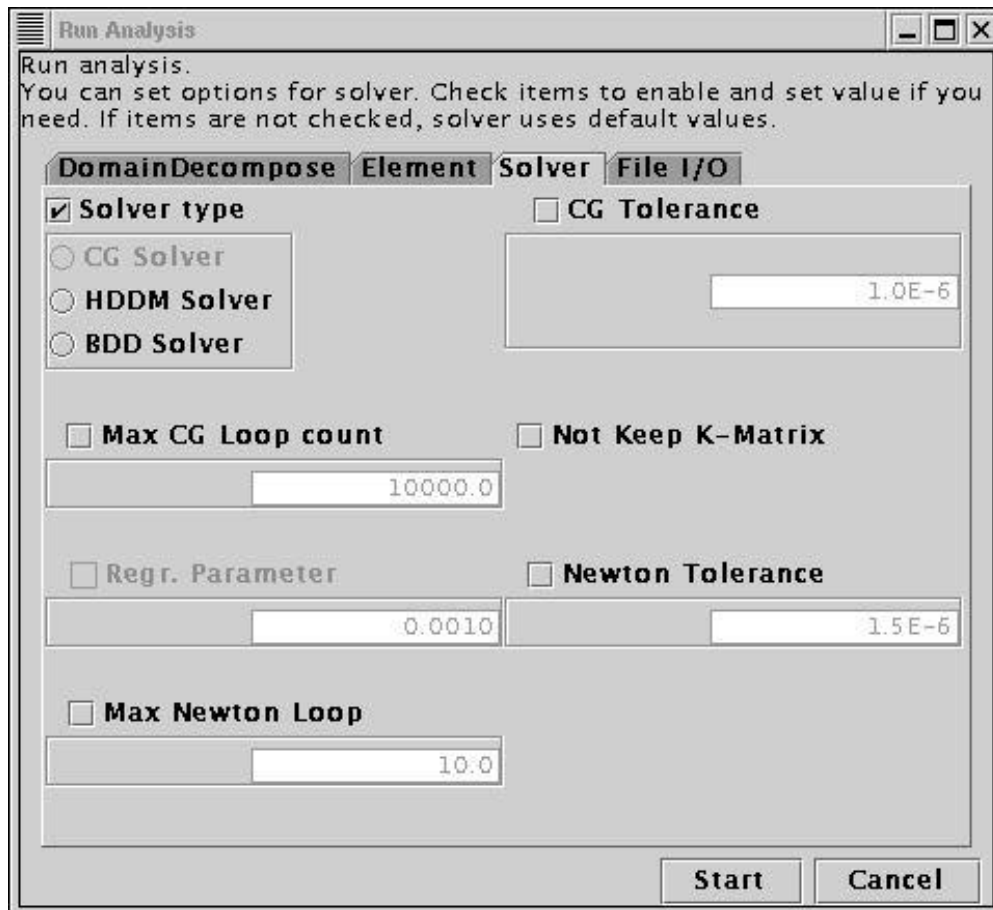 Run Analysis
Run analysis.
You can set options for solver. Check items to enable and set value if you
need. If items are not checked, solver uses default values.
DomainDecompose Element Solver File I/O
Solver type
CG Tolerance
CG Solver
1.0E-6
HDDM Solver
BDD Solver
Max CG Loop count
Not Keep K-Matrix
10000.0
Regr. Parameter
Newton Tolerance
0.0010
1.5E-6
Max Newton Loop
10.0
Start
Cancel